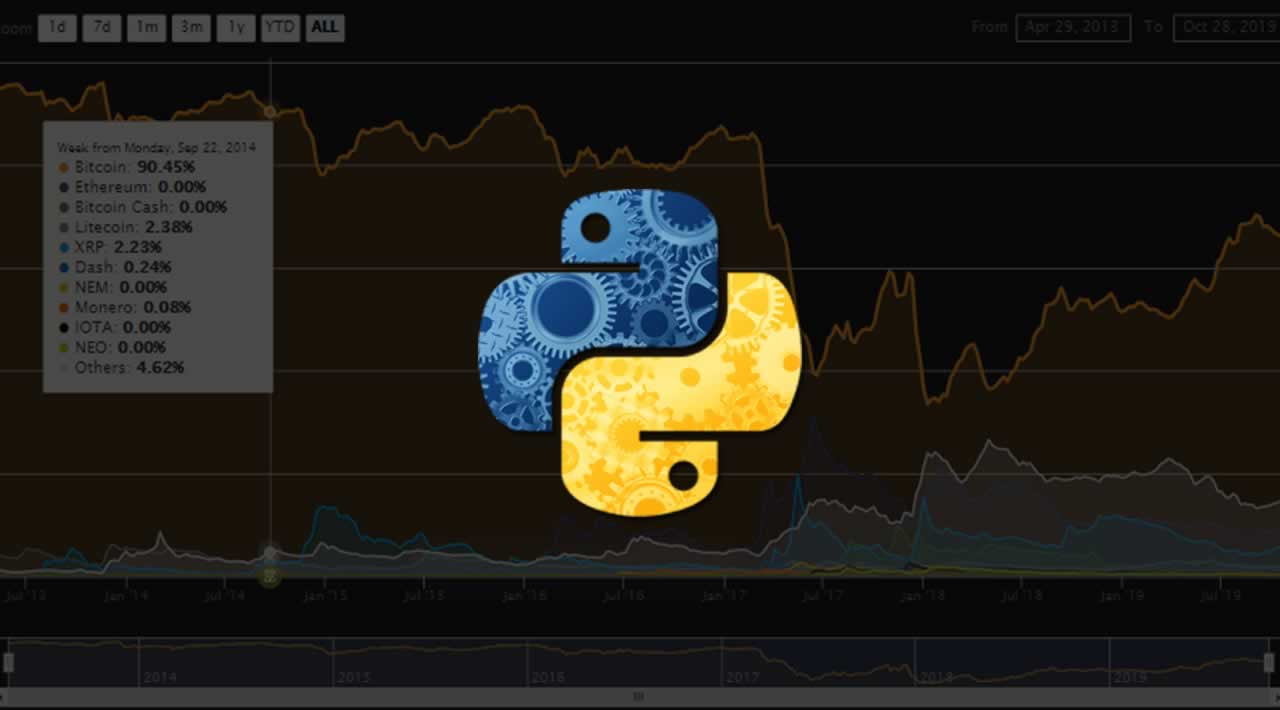 oom 1d 7d 1m 3m 1y YTD ALL From Apr 29, 2013 To Oct 28, 2019
Week from Monday, Sep 22, 2014
Bitcoin: 90.45%
Ethereum: 0.00%
Bitcoin Cash: 0.00%
Litecoin: 2.38%
XRP: 2.23%
Dash: 0.24%
NEM: 0.00%
Monero: 0.08%
IOTA: 0.00%
NEO: 0.00%
Others: 4.62%
Jul '13 Jan '14 Jul '14 Jan '15 Jul '15 Jan '16 Jul '16 Jan '17 Jul '17 Jan '18 Jul '18 Jan '19 Jul '19
2014 2015 2016 2017 2018 2019